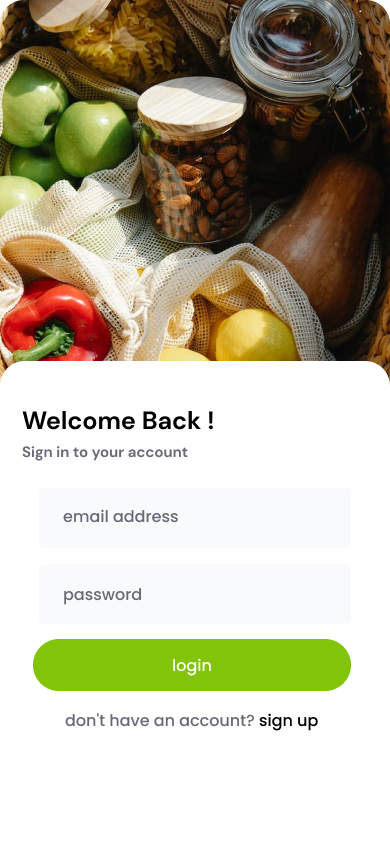 Welcome Back !
Sign in to your account
email address
password
login
don't have an account? sign up